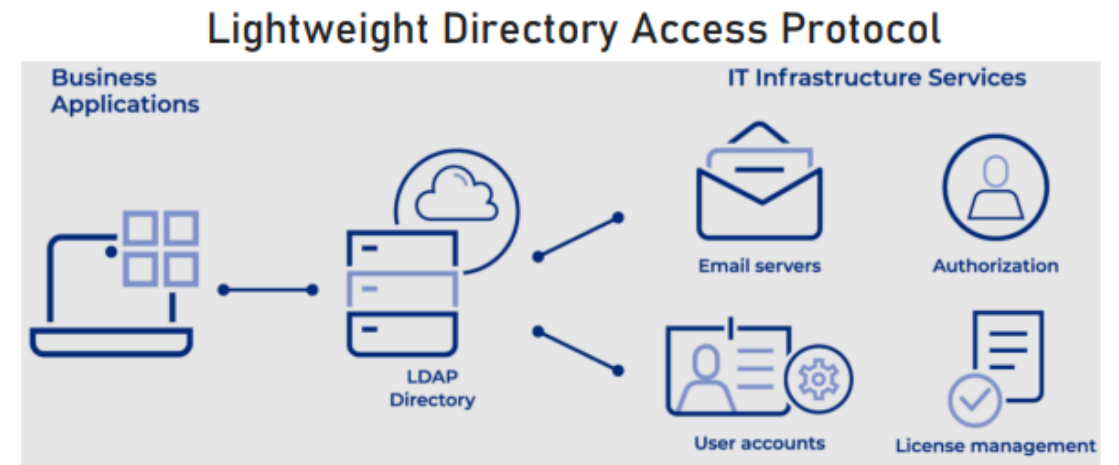 Lightweight Directory Access Protocol
Business
Applications
IT Infrastructure Services
LDAP
Directory
Email servers
Authorization
User accounts
License management